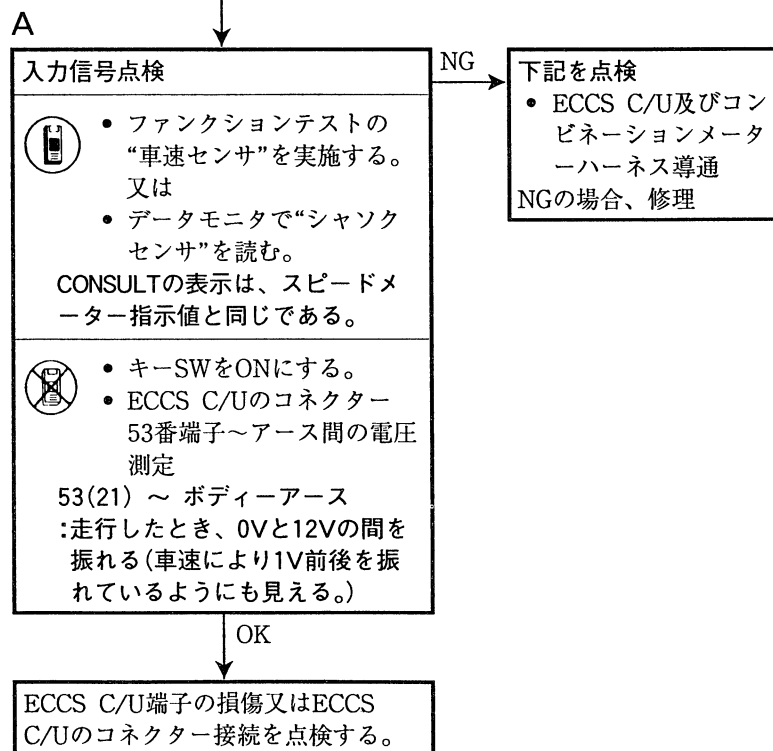 A
入力信号点検
• ファンクションテストの
“車速センサ”を実施する。
又は
• データモニタで“シャソク
センサ”を読む。
CONSULTの表示は、スピードメ
ーター指示値と同じである。
• キーSWをONにする。
• ECCS C/Uのコネクター
53番端子～アース間の電圧
測定
53(21) ～ ボディーアース
:走行したとき、0Vと12Vの間を
振れる(車速により1V前後を振
れているようにも見える。)
NG
下記を点検
• ECCS C/U及びコン
ビネーションメータ
ーハーネス導通
NGの場合、修理
OK
ECCS C/U端子の損傷又はECCS
C/Uのコネクター接続を点検する。